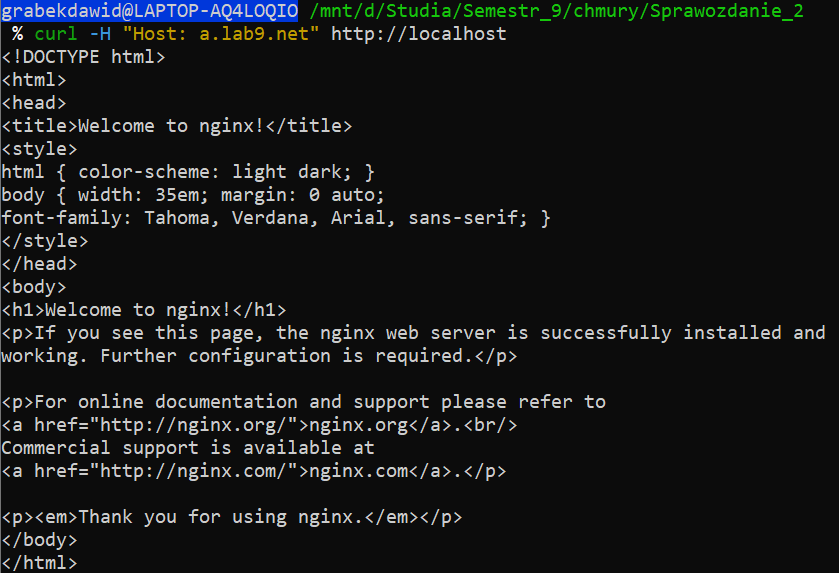 grabekdawid@LAPTOP-AQ4LOQIO /mnt/d/Studia/Semestr_9/chmury/Sprawozdanie_2
% curl -H "Host: a.lab9.net" http://localhost
<!DOCTYPE html>
<html>
<head>
<title>Welcome to nginx!</title>
<style>
html { color-scheme: light dark; }
body { width: 35em; margin: 0 auto;
font-family: Tahoma, Verdana, Arial, sans-serif; }
</style>
</head>
<body>
<h1>Welcome to nginx!</h1>
<p>If you see this page, the nginx web server is successfully installed and
working. Further configuration is required.</p>

<p>For online documentation and support please refer to
<a href="http://nginx.org/">nginx.org</a>.<br/>
Commercial support is available at
<a href="http://nginx.com/">nginx.com</a>.</p>

<p><em>Thank you for using nginx.</em></p>
</body>
</html>